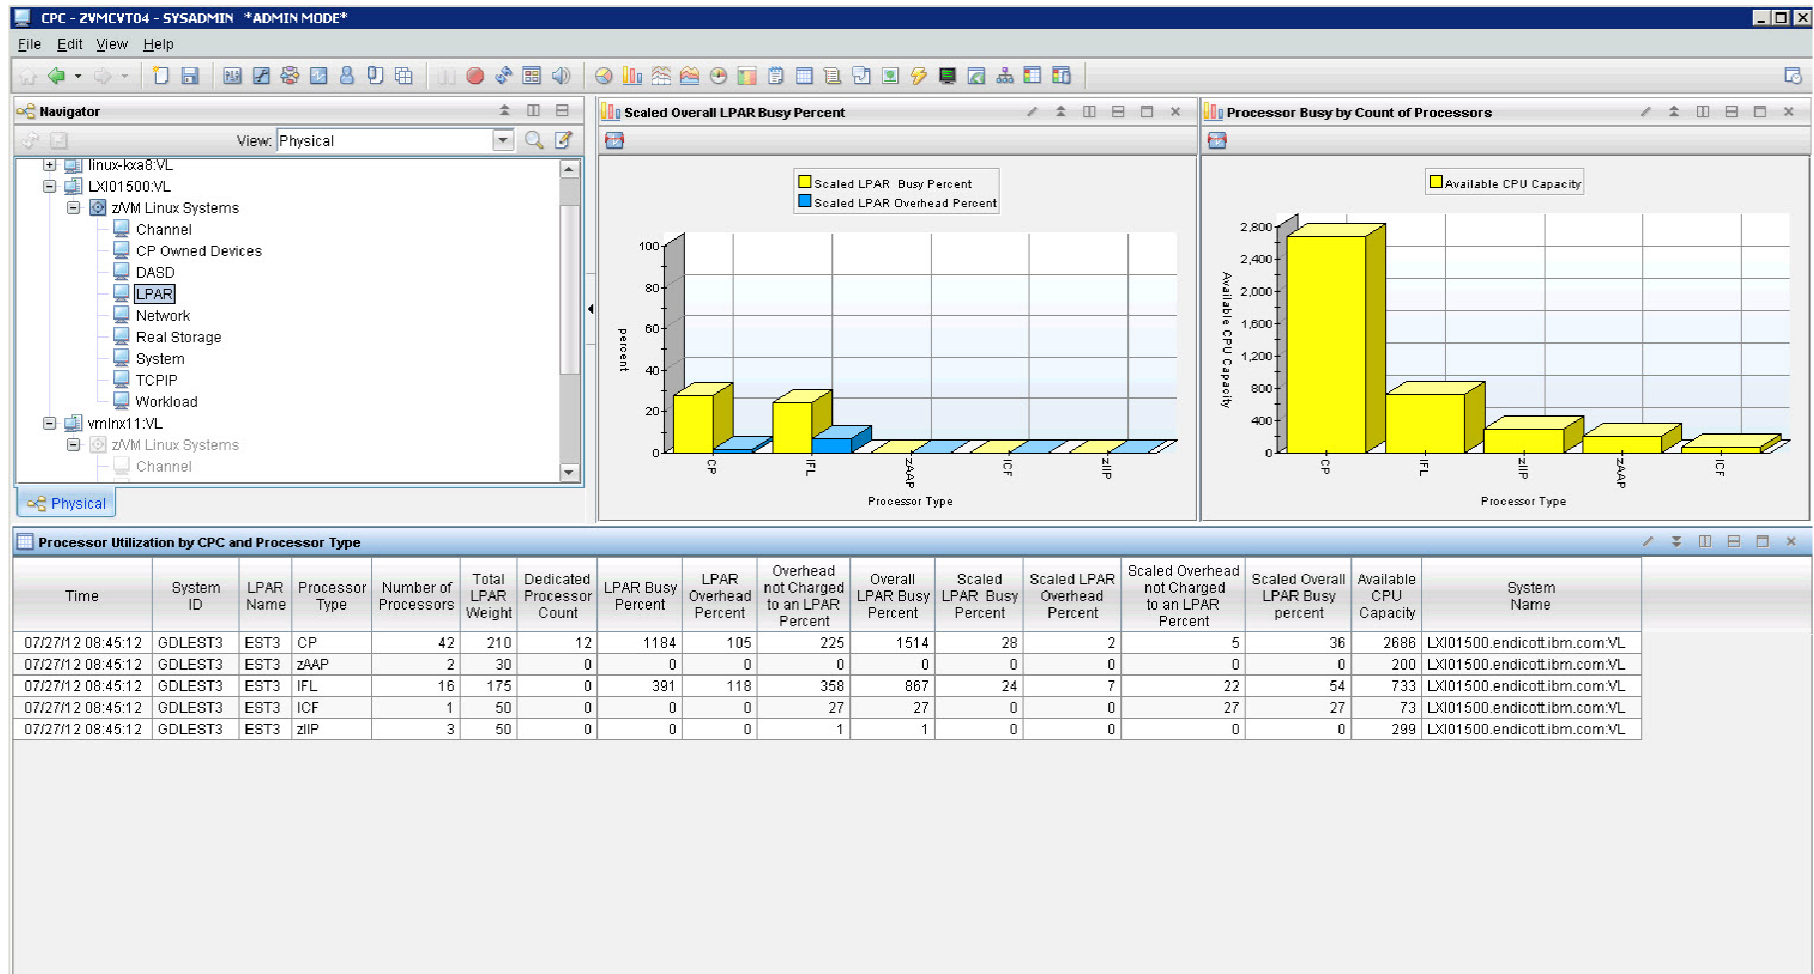 CPC - ZVMCVT04 - SYSADMIN *ADMIN MODE*
File Edit View Help
Navigator
View: Physical
linux-kxa8:VL
LXI01500:VL
z/VM Linux Systems
Channel
CP Owned Devices
DASD
LPAR
Network
Real Storage
System
TCPIP
Workload
vmlnx11:VL
z/VM Linux Systems
Channel
Physical
Scaled Overall LPAR Busy Percent
Scaled LPAR Busy Percent
Scaled LPAR Overhead Percent
percent
100
80
60
40
20
0
CP IFL zAAP ICF zIIP
Processor Type
Processor Busy by Count of Processors
Available CPU Capacity
Available CPU Capacity
2,800
2,400
2,000
1,600
1,200
800
400
0
CP IFL zIIP zAAP ICF
Processor Type
Processor Utilization by CPC and Processor Type
Time System ID LPAR Name Processor Type Number of Processors Total LPAR Weight Dedicated Processor Count LPAR Busy Percent LPAR Overhead Percent Overhead not Charged to an LPAR Percent Overall LPAR Busy Percent Scaled LPAR Busy Percent Scaled LPAR Overhead Percent Scaled Overhead not Charged to an LPAR Percent Scaled Overall LPAR Busy percent Available CPU Capacity System Name
07/27/12 08:45:12 GDLEST3 EST3 CP 42 210 12 1184 105 225 1514 28 2 5 36 2686 LXI01500.endicott.ibm.com:VL
07/27/12 08:45:12 GDLEST3 EST3 zAAP 2 30 0 0 0 0 0 0 0 0 0 200 LXI01500.endicott.ibm.com:VL
07/27/12 08:45:12 GDLEST3 EST3 IFL 16 175 0 391 118 358 867 24 7 22 54 733 LXI01500.endicott.ibm.com:VL
07/27/12 08:45:12 GDLEST3 EST3 ICF 1 50 0 0 0 27 27 0 0 27 27 73 LXI01500.endicott.ibm.com:VL
07/27/12 08:45:12 GDLEST3 EST3 zIIP 3 50 0 0 0 1 1 0 0 0 0 299 LXI01500.endicott.ibm.com:VL